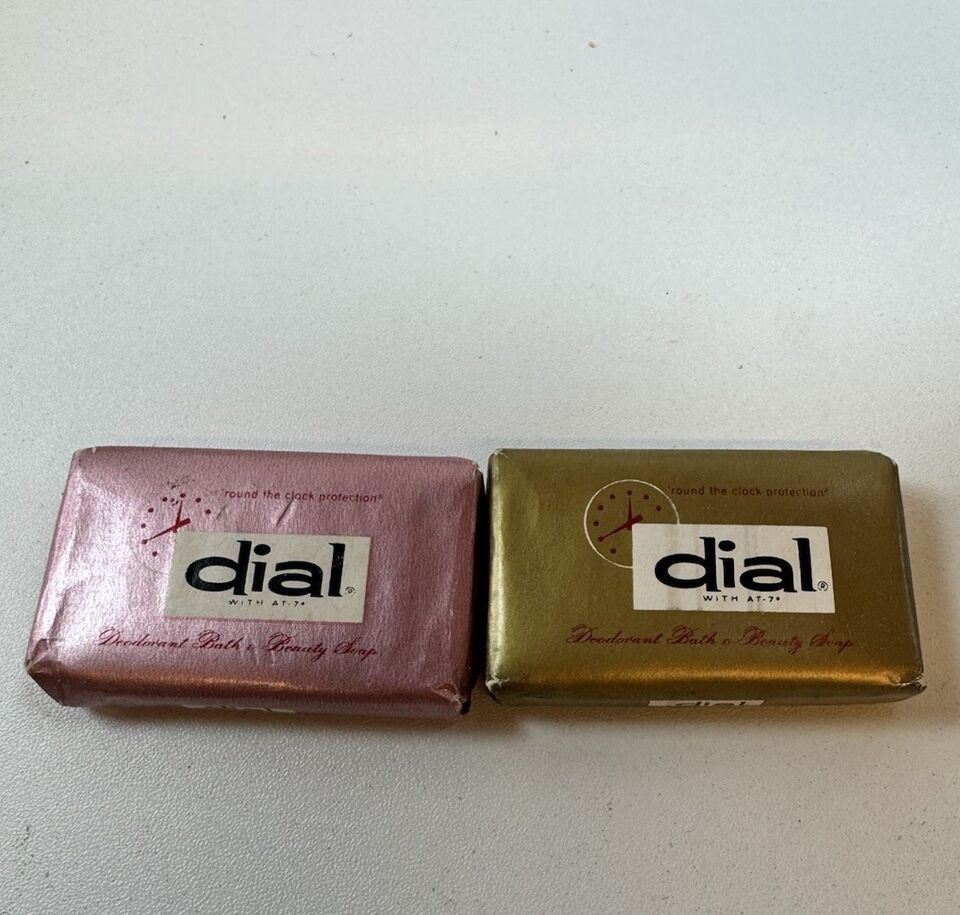 'round the clock protection®
dial®
WITH AT-7®
Deodorant Bath & Beauty Soap
'round the clock protection®
dial®
WITH AT-7®
Deodorant Bath & Beauty Soap
dial